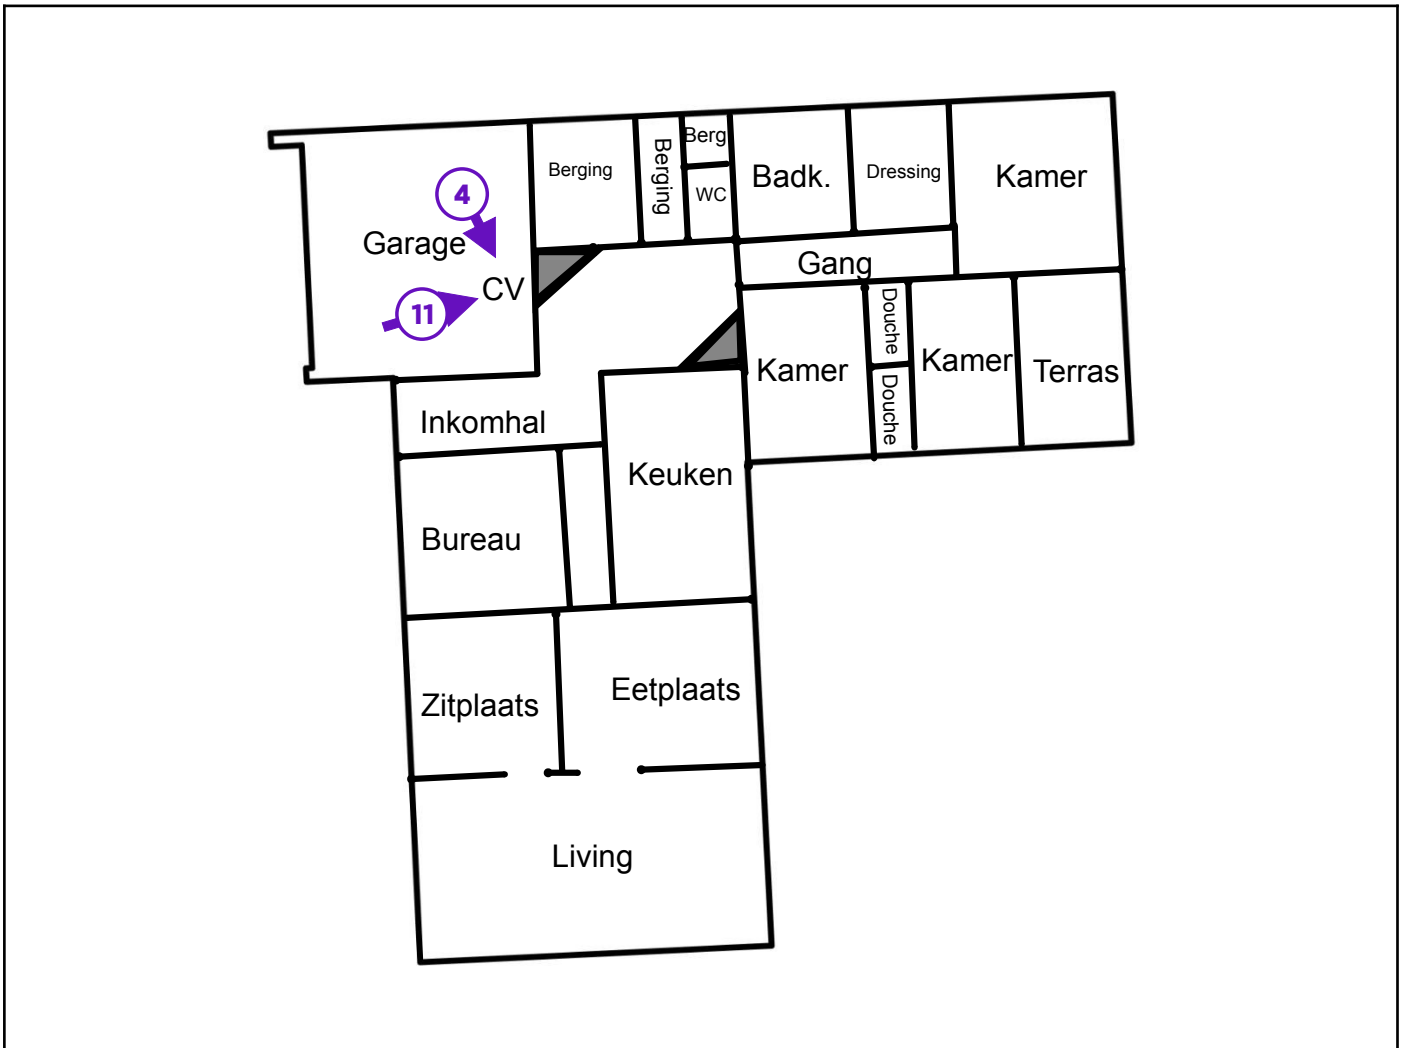 Berg
Berging
Berging
WC
Badk.
Dressing
Kamer
4
Garage
CV
11
Gang
Douche
Douche
Kamer
Kamer
Terras
Inkomhal
Keuken
Bureau
Zitplaats
Eetplaats
Living